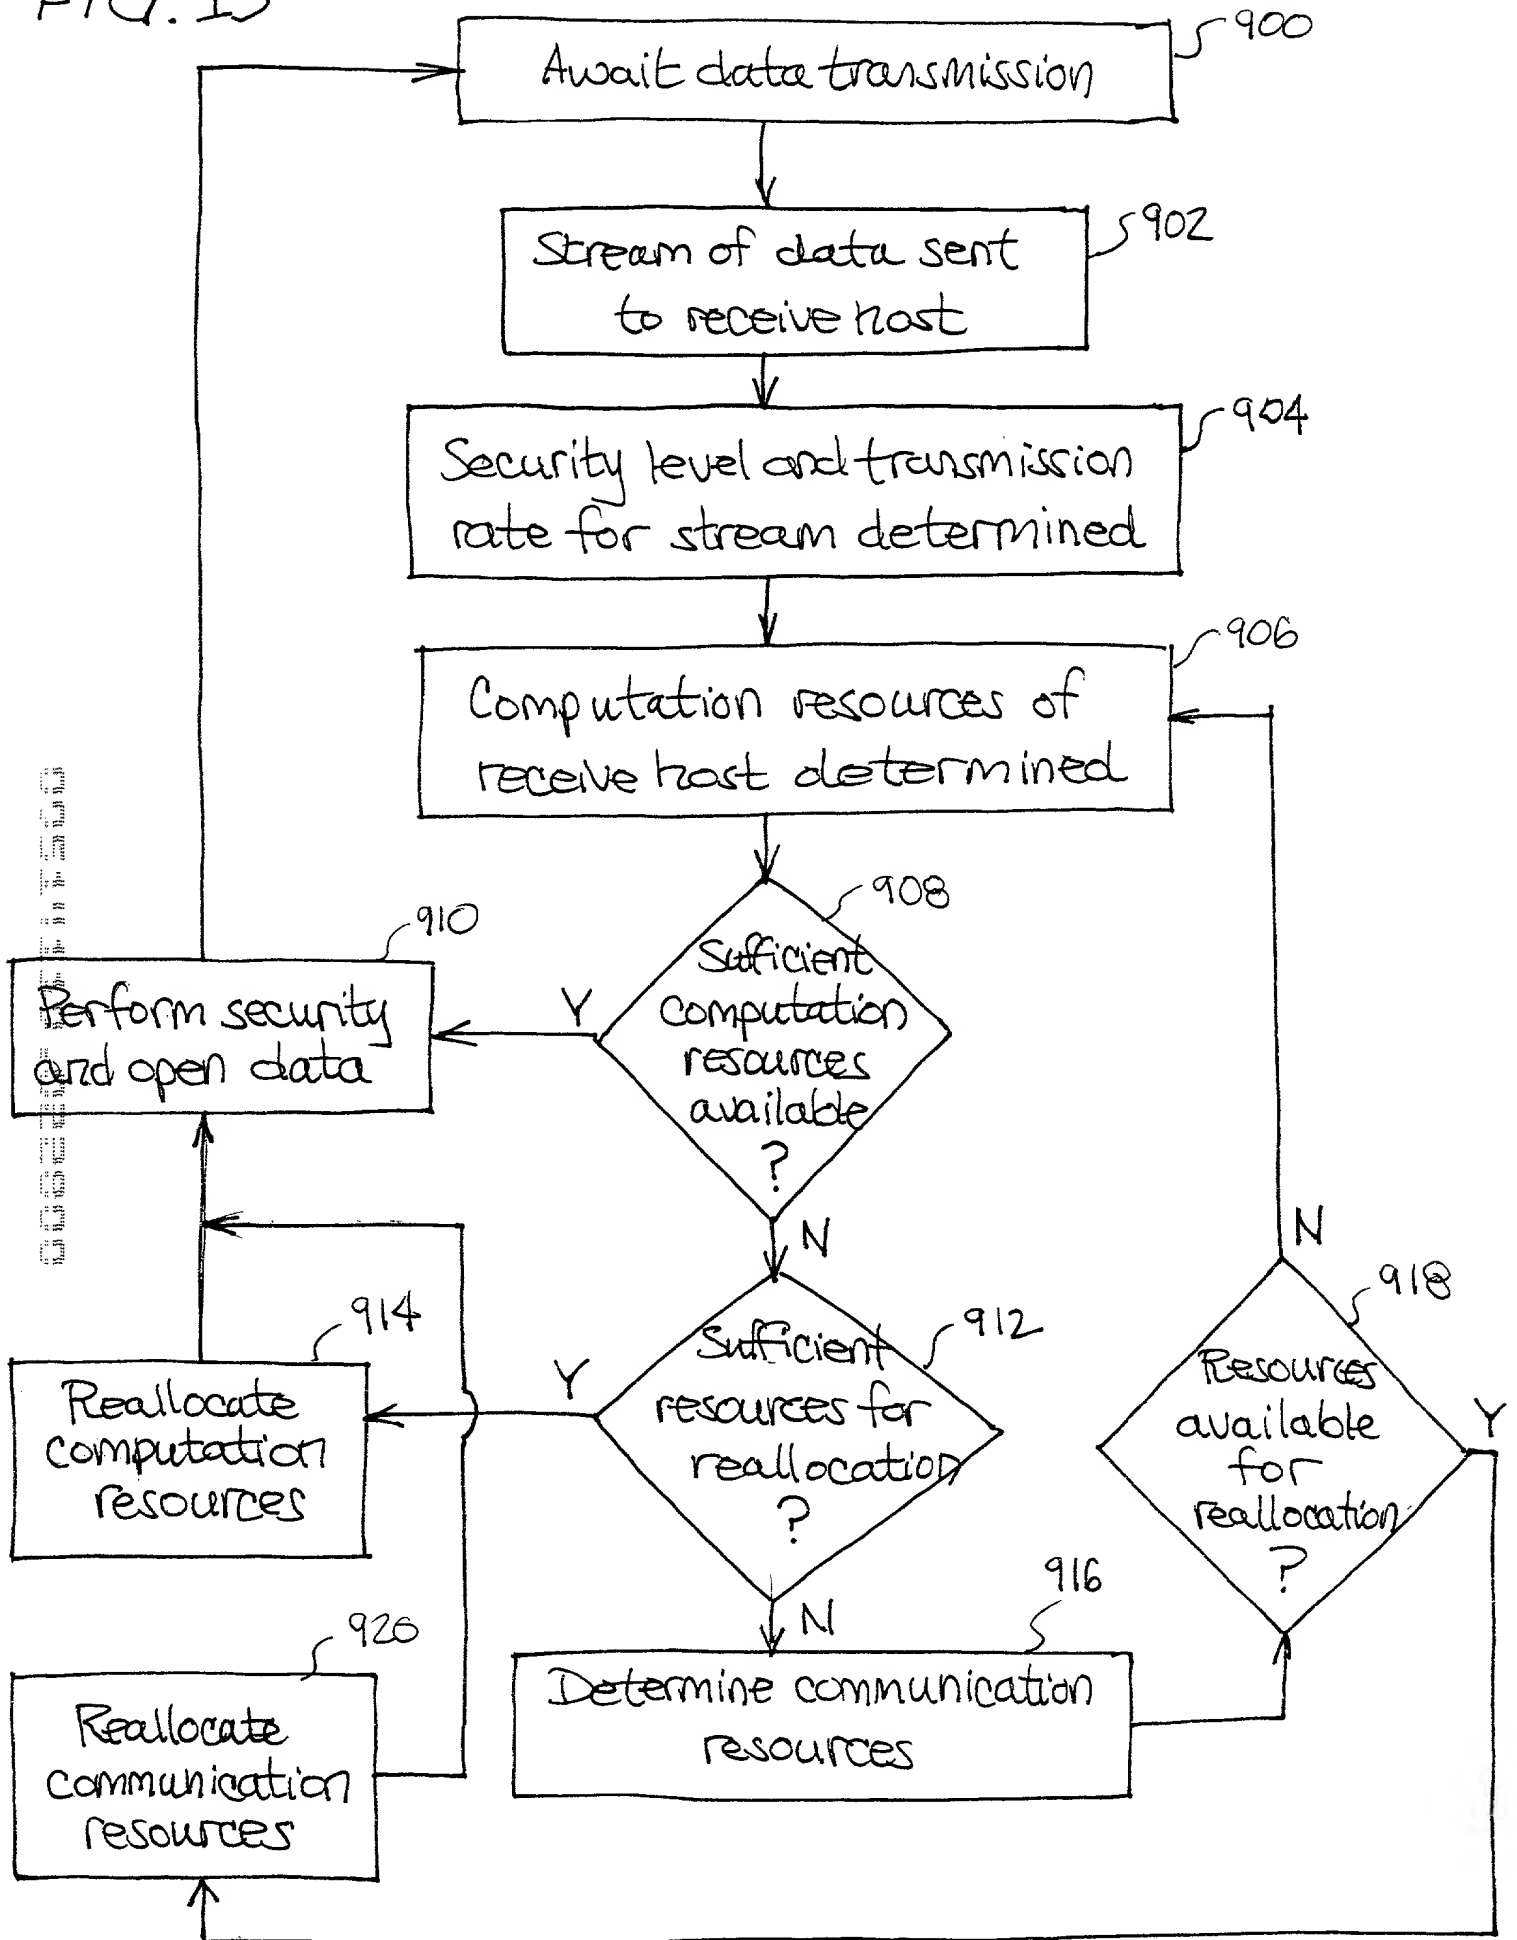 FIG. 13
900
Await data transmission
902
Stream of data sent
to receive host
904
Security level and transmission
rate for stream determined
906
Computation resources of
receive host determined
908
Sufficient
computation
resources
available
?
910
Perform security
and open data
Y
N
912
Sufficient
resources for
reallocation
?
914
Reallocate
computation
resources
Y
N
916
Determine communication
resources
918
Resources
available
for
reallocation
?
N
Y
920
Reallocate
communication
resources